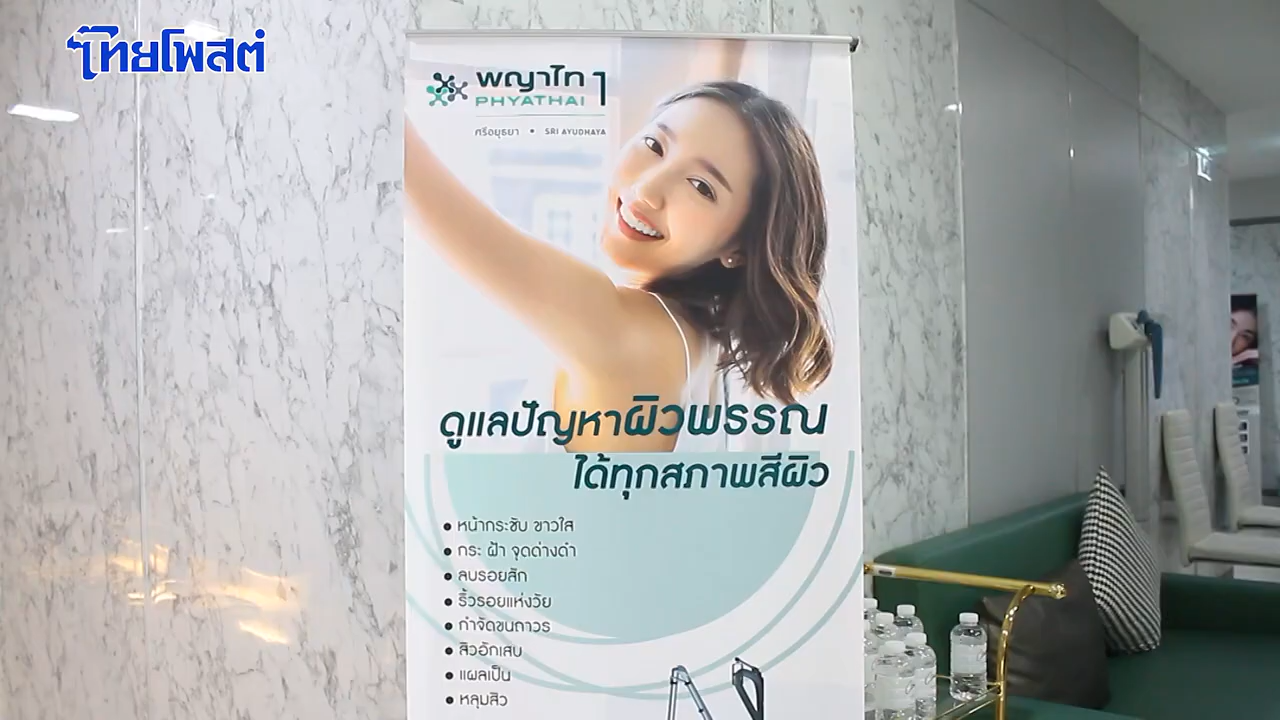 ไทยโพสต์
พญาไท 1
PHYATHAI
ศรีอยุธยา • SRI AYUDHAYA
ดูแลปัญหาผิวพรรณ
ได้ทุกสภาพสีผิว
• หน้ากระชับ ขาวใส
• กระ ฝ้า จุดด่างดำ
• ลบรอยสัก
• ริ้วรอยแห่งวัย
• กำจัดขนถาวร
• สิวอักเสบ
• แผลเป็น
• หลุมสิว